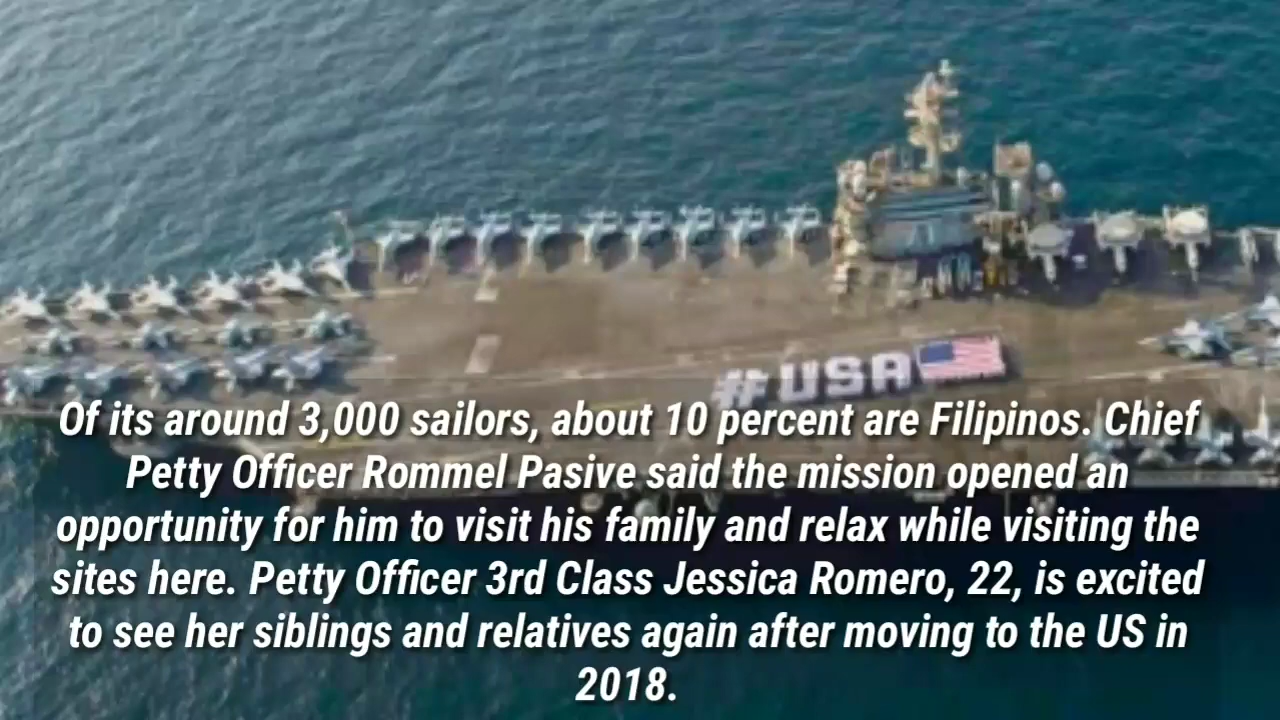 #USA
Of its around 3,000 sailors, about 10 percent are Filipinos. Chief
Petty Officer Rommel Pasive said the mission opened an
opportunity for him to visit his family and relax while visiting the
sites here. Petty Officer 3rd Class Jessica Romero, 22, is excited
to see her siblings and relatives again after moving to the US in
2018.